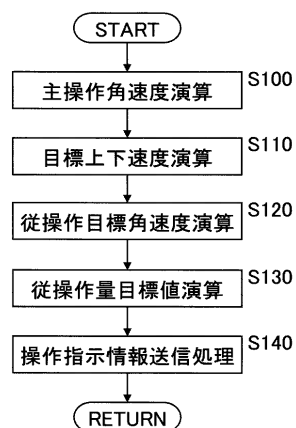 START
主操作角速度演算
S100
目標上下速度演算
S110
従操作目標角速度演算
S120
従操作量目標値演算
S130
操作指示情報送信処理
S140
RETURN